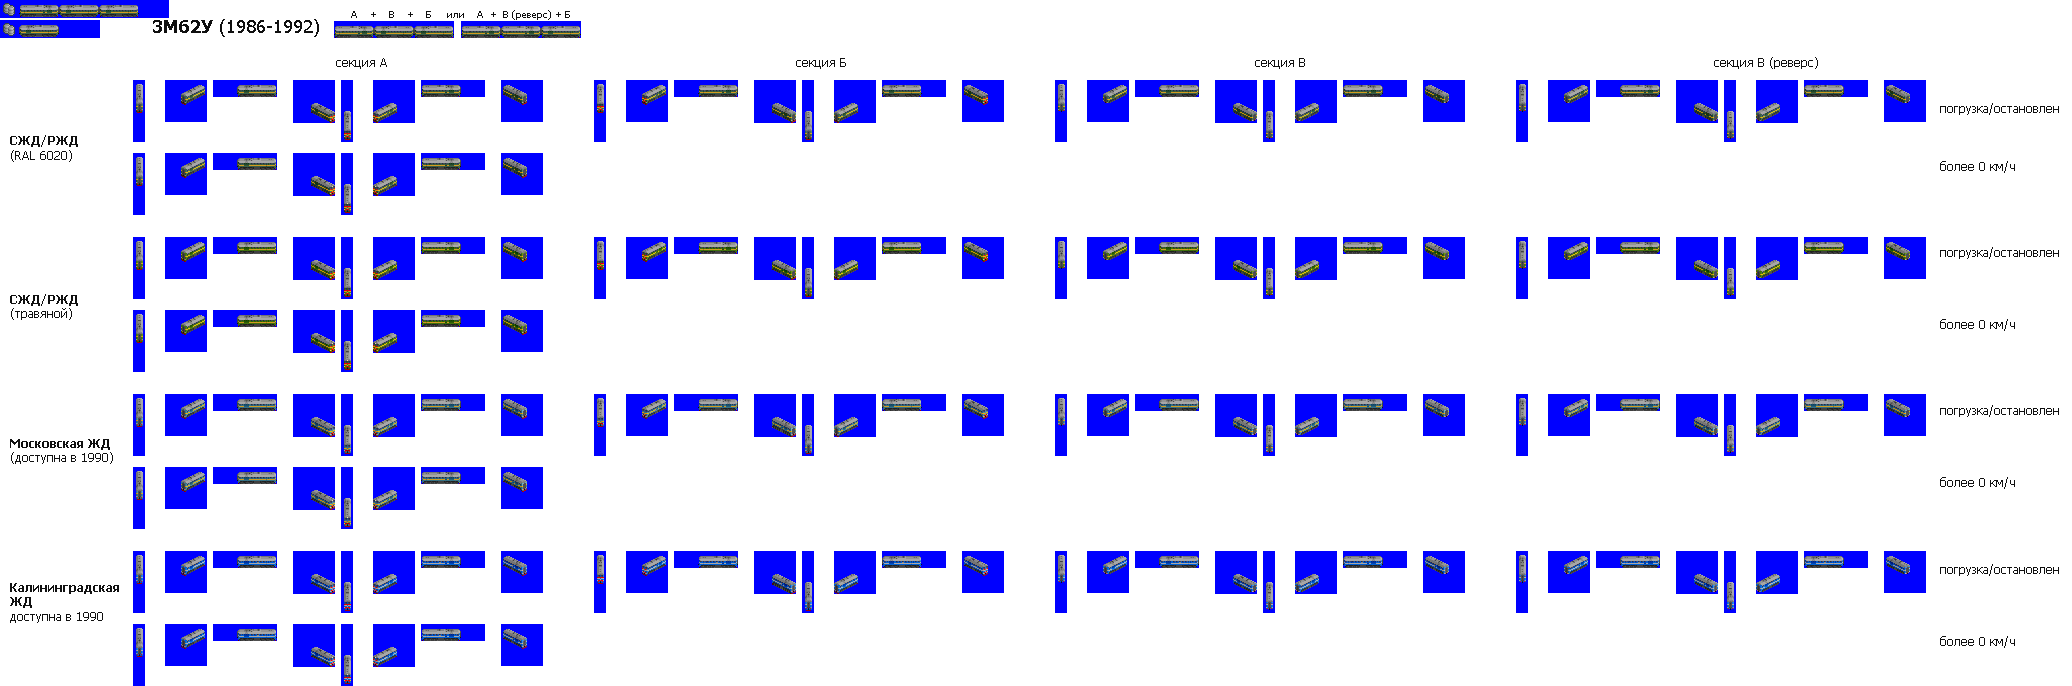 А + В + Б или А + В (реверс) + Б
3М62У (1986-1992)
секция А секция Б секция В секция В (реверс)
погрузка/остановлен
СЖД/РЖД
(RAL 6020)
более 0 км/ч
погрузка/остановлен
СЖД/РЖД
(травяной)
более 0 км/ч
погрузка/остановлен
Московская ЖД
(доступна в 1990)
более 0 км/ч
погрузка/остановлен
Калининградская
ЖД
доступна в 1990
более 0 км/ч